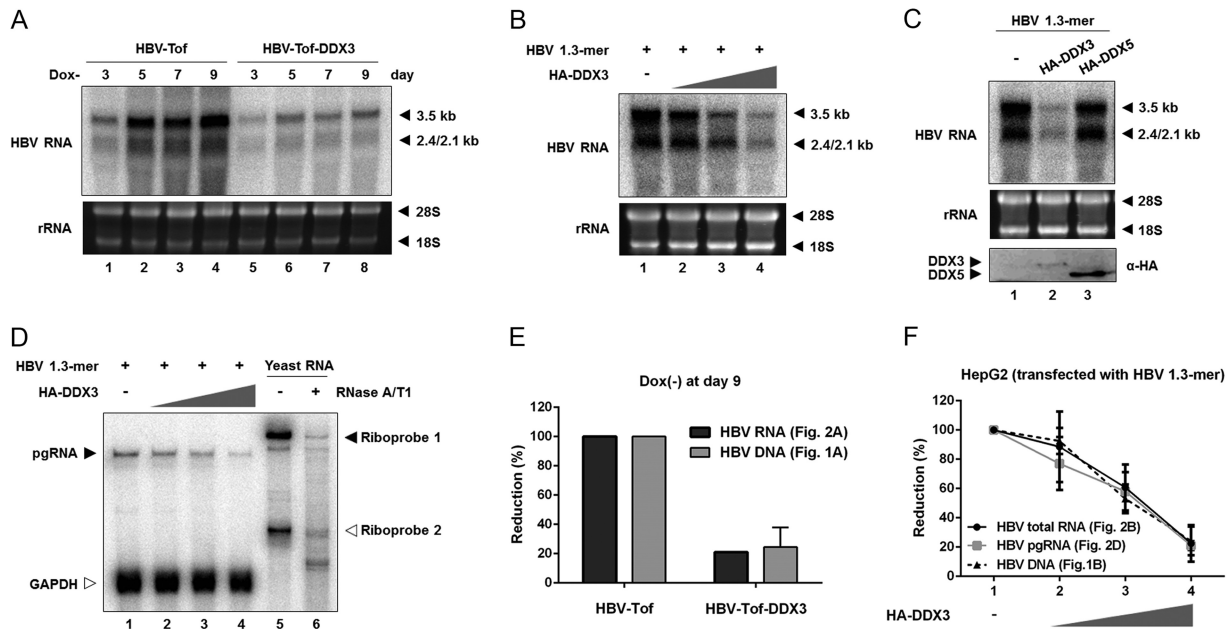 A
HBV-Tof HBV-Tof-DDX3
Dox- 3 5 7 9 3 5 7 9 day
HBV RNA
3.5 kb
2.4/2.1 kb
rRNA
28S
18S
1 2 3 4 5 6 7 8
B
HBV 1.3-mer + + + +
HA-DDX3 -
HBV RNA
3.5 kb
2.4/2.1 kb
rRNA
28S
18S
1 2 3 4
C
HBV 1.3-mer
- HA-DDX3 HA-DDX5
HBV RNA
3.5 kb
2.4/2.1 kb
rRNA
28S
18S
DDX3
DDX5
α-HA
1 2 3
D
HBV 1.3-mer + + + + Yeast RNA
HA-DDX3 - - + RNase A/T1
pgRNA
Riboprobe 1
Riboprobe 2
GAPDH
1 2 3 4 5 6
E
Dox(-) at day 9
Reduction (%)
120
100
80
60
40
20
0
HBV RNA (Fig. 2A)
HBV DNA (Fig. 1A)
HBV-Tof HBV-Tof-DDX3
F
HepG2 (transfected with HBV 1.3-mer)
Reduction (%)
120
100
80
60
40
20
0
HBV total RNA (Fig. 2B)
HBV pgRNA (Fig. 2D)
HBV DNA (Fig.1B)
1 2 3 4
HA-DDX3 -